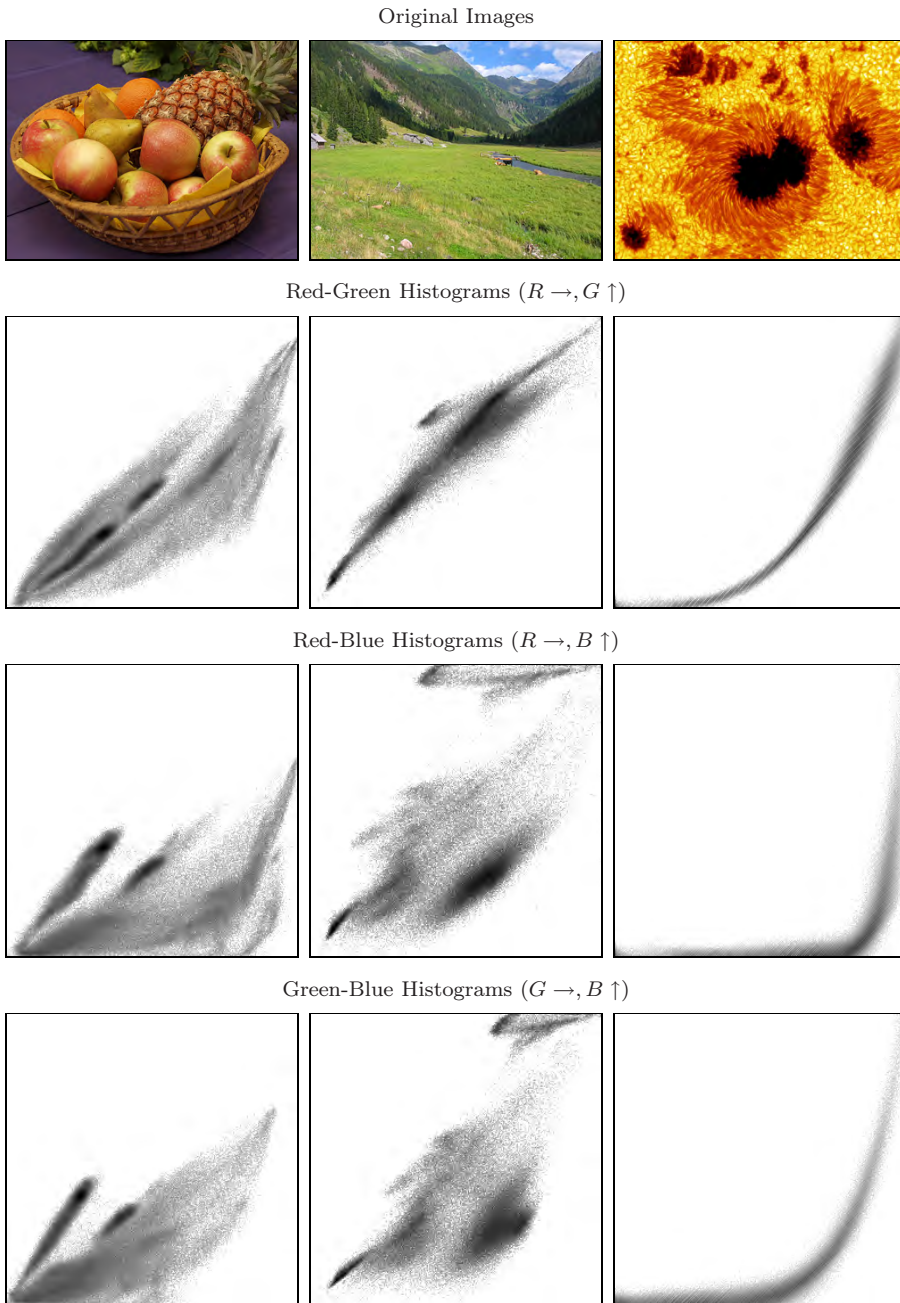 Original Images
Red-Green Histograms (R →, G ↑)
Red-Blue Histograms (R →, B ↑)
Green-Blue Histograms (G →, B ↑)